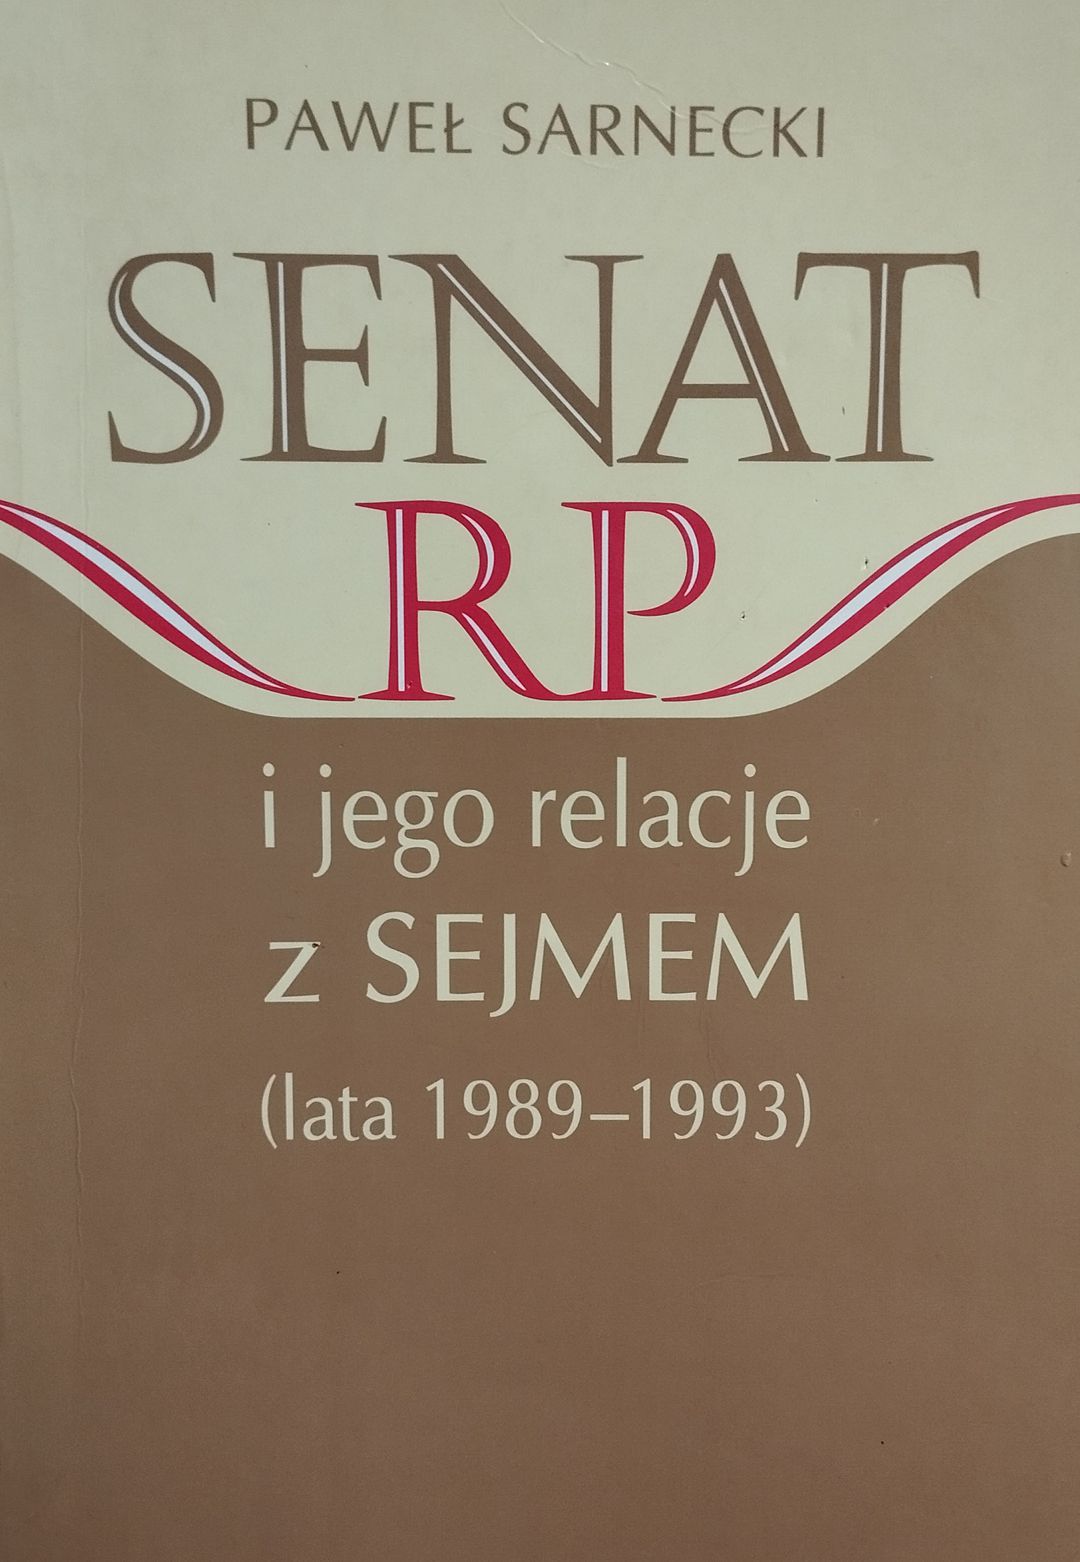 PAWEŁ SARNECKI
SENAT
RP
i jego relacje
z SEJMEM
(lata 1989–1993)